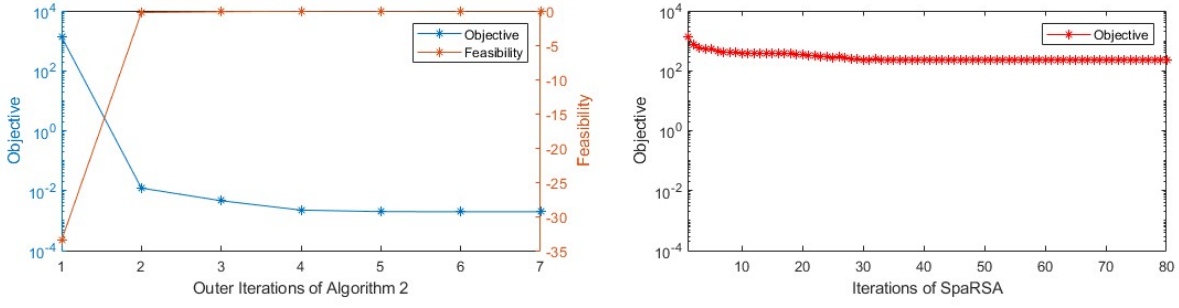 10^4
10^2
10^0
10^-2
10^-4
Objective
0
-5
-10
-15
-20
-25
-30
-35
Feasibility
Objective
Feasibility
1 2 3 4 5 6 7
Outer Iterations of Algorithm 2
10^4
10^2
10^0
10^-2
10^-4
Objective
Objective
10 20 30 40 50 60 70 80
Iterations of SpaRSA